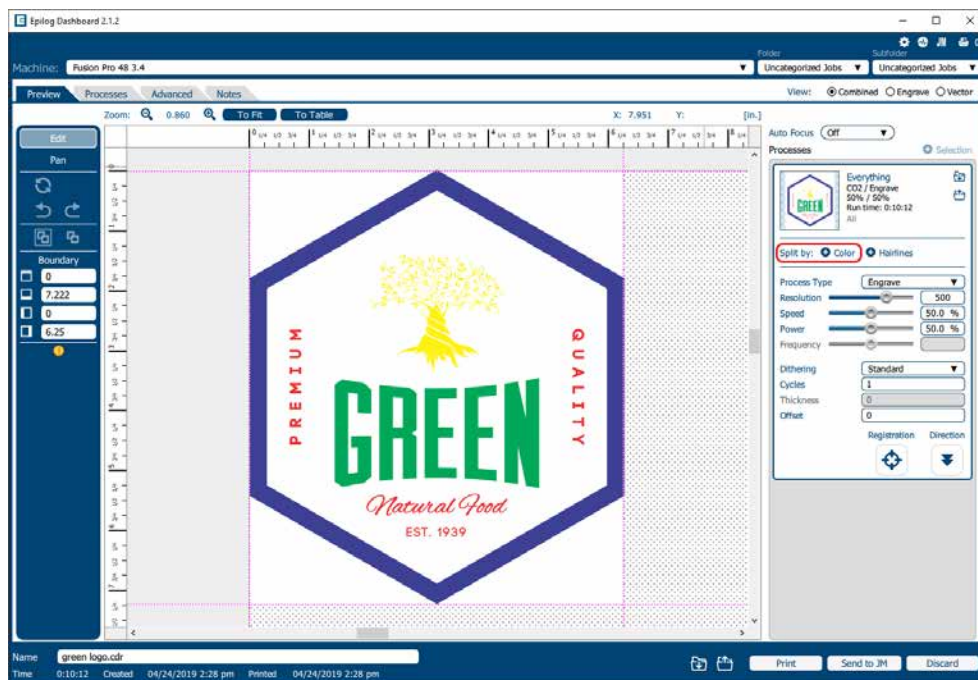 Epilog Dashboard 2.1.2
Folder
Subfolder
Machine: Fusion Pro 48 3.4
Uncategorized Jobs
Uncategorized Jobs
Preview
Processes
Advanced
Notes
View: Combined Engrave Vector
Zoom: 0.860 To Fit To Table X: 7.951 Y: [in.]
Edit
Pan
Boundary
0
7.222
0
6.25
PREMIUM
QUALITY
GREEN
Natural Food
EST. 1939
Auto Focus Off
Processes Selection
GREEN
Everything
CO2 / Engrave
50% / 50%
Run time: 0:10:12
All
Split by: Color Hairlines
Process Type Engrave
Resolution 500
Speed 50.0 %
Power 50.0 %
Frequency
Dithering Standard
Cycles 1
Thickness 0
Offset 0
Registration Direction
Name green logo.cdr
Time 0:10:12 Created 04/24/2019 2:28 pm Printed 04/24/2019 2:28 pm
Print
Send to JM
Discard